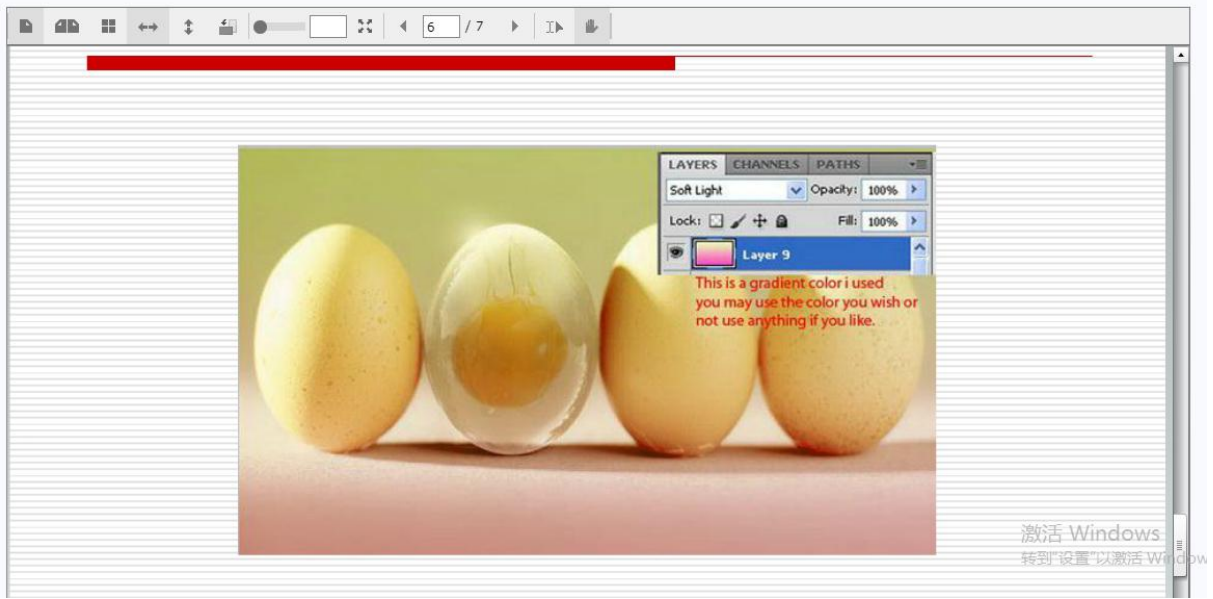 6 / 7
LAYERS CHANNELS PATHS
Soft Light Opacity: 100%
Lock: Fill: 100%
Layer 9
This is a gradient color i used
you may use the color you wish or
not use anything if you like.
激活 Windows
转到"设置"以激活 Window